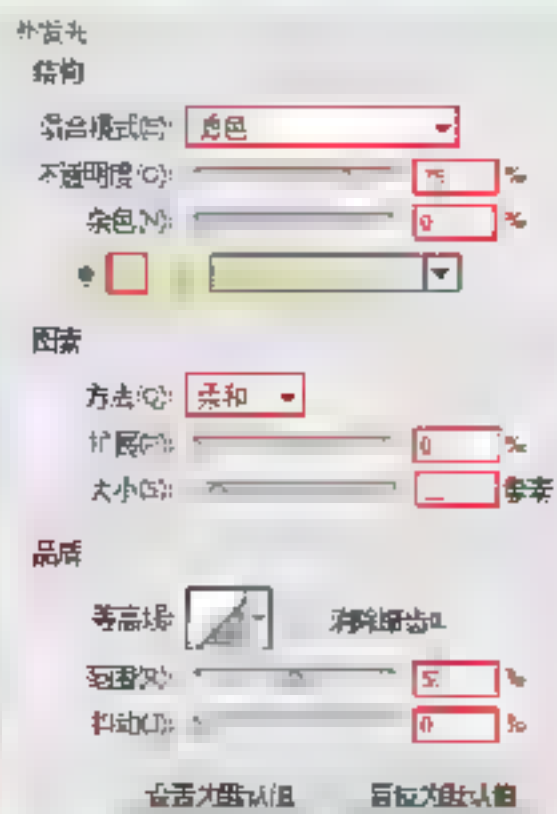 外发光
结构
混合模式(E): 滤色
不透明度(O): 75 %
杂色(N): 0 %
图素
方法(Q): 柔和
扩展(P): 0 %
大小(S): 像素
品质
等高线: 消除锯齿(L)
范围(R): %
抖动(J): 0 %
设置为默认值 复位为默认值